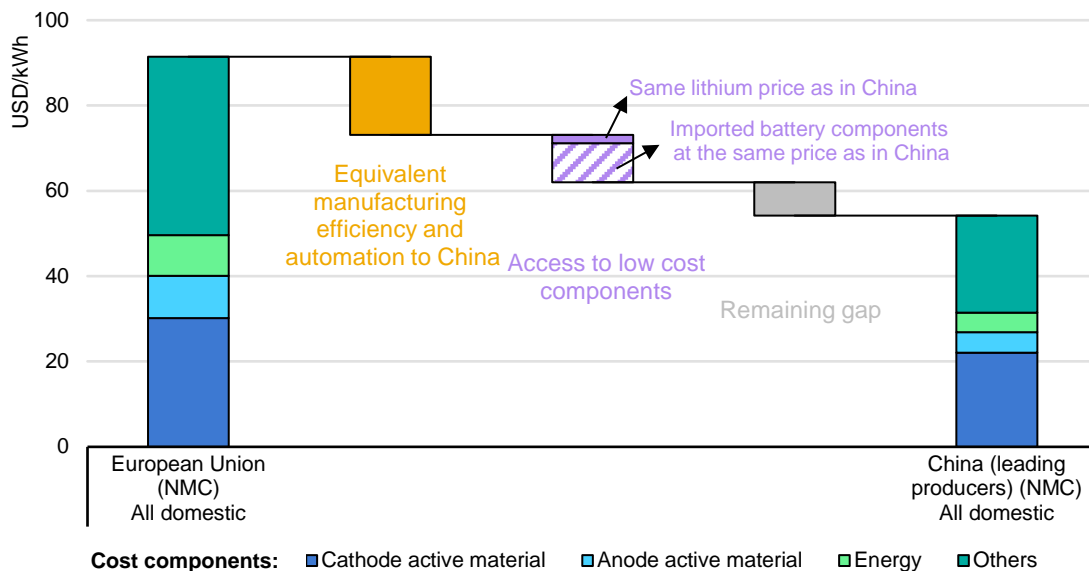 USD/kWh
100
80
60
40
20
0
Same lithium price as in China
Imported battery components
at the same price as in China
Equivalent
manufacturing
efficiency and
automation to China
Access to low cost
components
Remaining gap
European Union
(NMC)
All domestic
China (leading
producers) (NMC)
All domestic
Cost components:
Cathode active material
Anode active material
Energy
Others